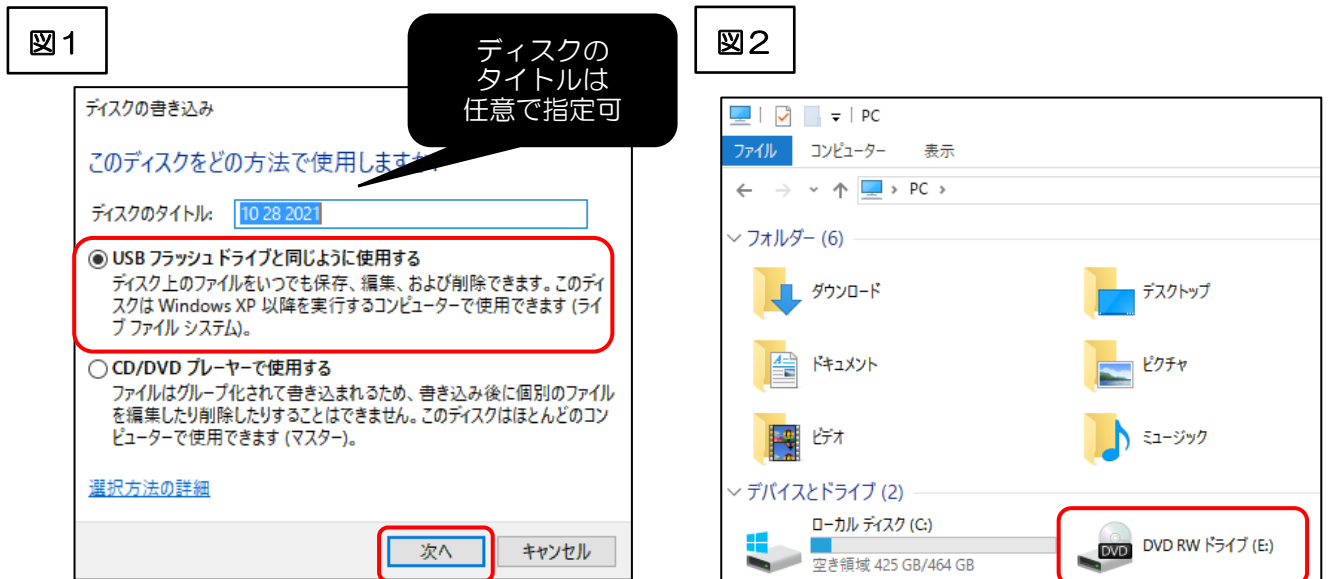 図1
ディスクの
タイトルは
任意で指定可
ディスクの書き込み
このディスクをどの方法で使用しますか?
ディスクのタイトル:
10 28 2021
USB フラッシュ ドライブと同じように使用する
ディスク上のファイルをいつでも保存、編集、および削除できます。このディ
スクは Windows XP 以降を実行するコンピューターで使用できます (ライ
ブ ファイル システム)。
CD/DVD プレーヤーで使用する
ファイルはグループ化されて書き込まれるため、書き込み後に個別のファイル
を編集したり削除したりすることはできません。このディスクはほとんどのコン
ピューターで使用できます (マスター)。
選択方法の詳細
次へ
キャンセル
図2
PC
ファイル
コンピューター
表示
PC
フォルダー (6)
ダウンロード
デスクトップ
ドキュメント
ピクチャ
ビデオ
ミュージック
デバイスとドライブ (2)
ローカル ディスク (C:)
空き領域 425 GB/464 GB
DVD
DVD RW ドライブ (E:)